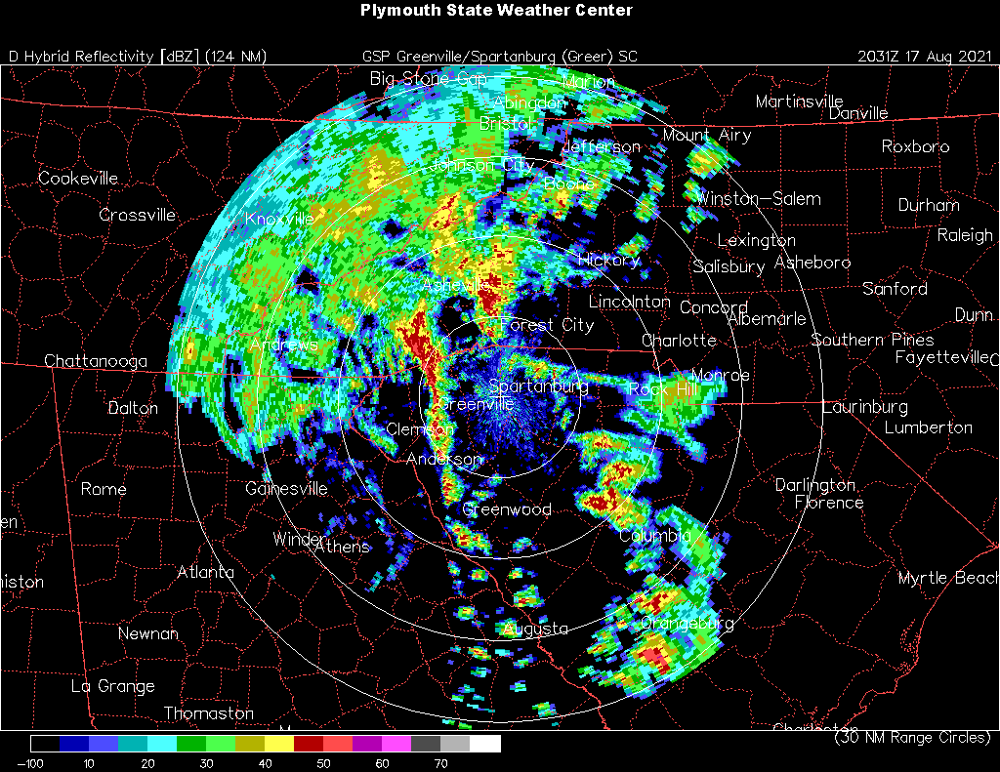 Plymouth State Weather Center
D Hybrid Reflectivity [dBZ] (124 NM) GSP Greenville/Spartanburg (Greer) SC 2031Z 17 Aug 2021
Big Stone Gap Marion
Abingdon Martinsville
Bristol Danville
Mount Airy
Jefferson Roxboro
Johnson City
Cookeville Boone
Winston-Salem
Crossville Knoxville Durham
Lexington Raleigh
Hickory Salisbury Asheboro
Asheville Sanford
Lincolnton Concord
Forest City Albemarle Dunn
Andrews Charlotte Southern Pines
Chattanooga Fayetteville
Monroe
Spartanburg Rock Hill
Dalton Greenville Laurinburg
Clemson Lumberton
Anderson
Rome Gainesville Darlington
Greenwood Florence
Winder Columbia
Athens
Atlanta Myrtle Beach
Newnan Augusta Orangeburg
La Grange
Thomaston
Charleston
(30 NM Range Circles)
-100 10 20 30 40 50 60 70